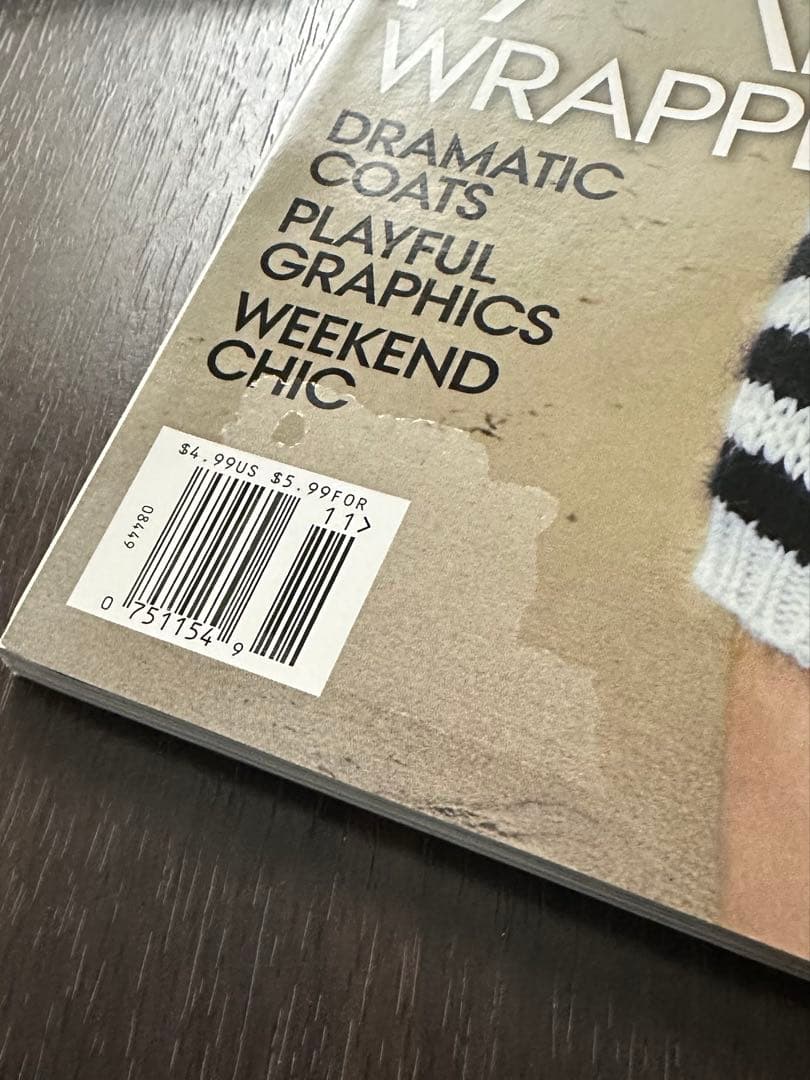 WRAPP
DRAMATIC
COATS
PLAYFUL
GRAPHICS
WEEKEND
CHIC
$4.99US $5.99FOR
11>
08449
0 751154 9